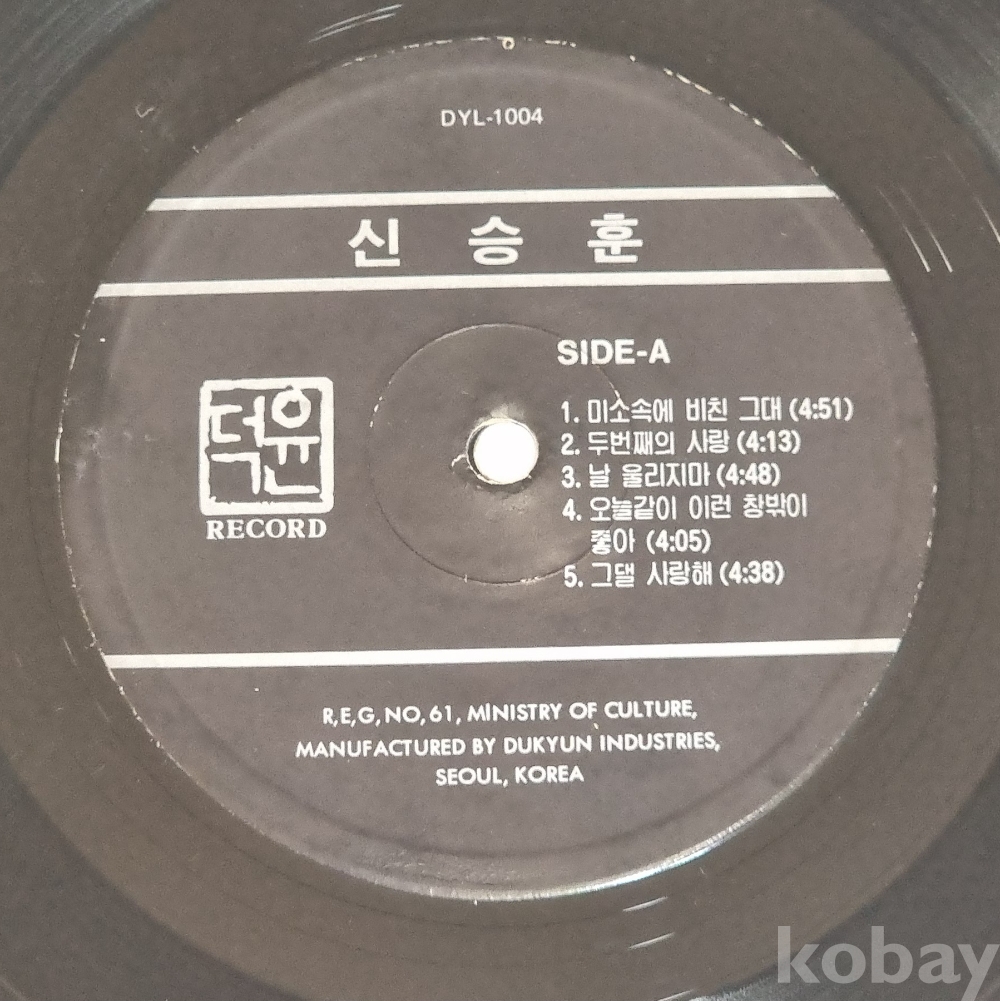 DYL-1004
신 승 훈
SIDE-A
1. 미소속에 비친 그대 (4:51)
2. 두번째의 사랑 (4:13)
3. 날 울리지마 (4:48)
4. 오늘같이 이런 창밖이
좋아 (4:05)
5. 그댈 사랑해 (4:38)
덕윤
RECORD
R,E,G,NO,61, MINISTRY OF CULTURE,
MANUFACTURED BY DUKYUN INDUSTRIES,
SEOUL, KOREA
kobay